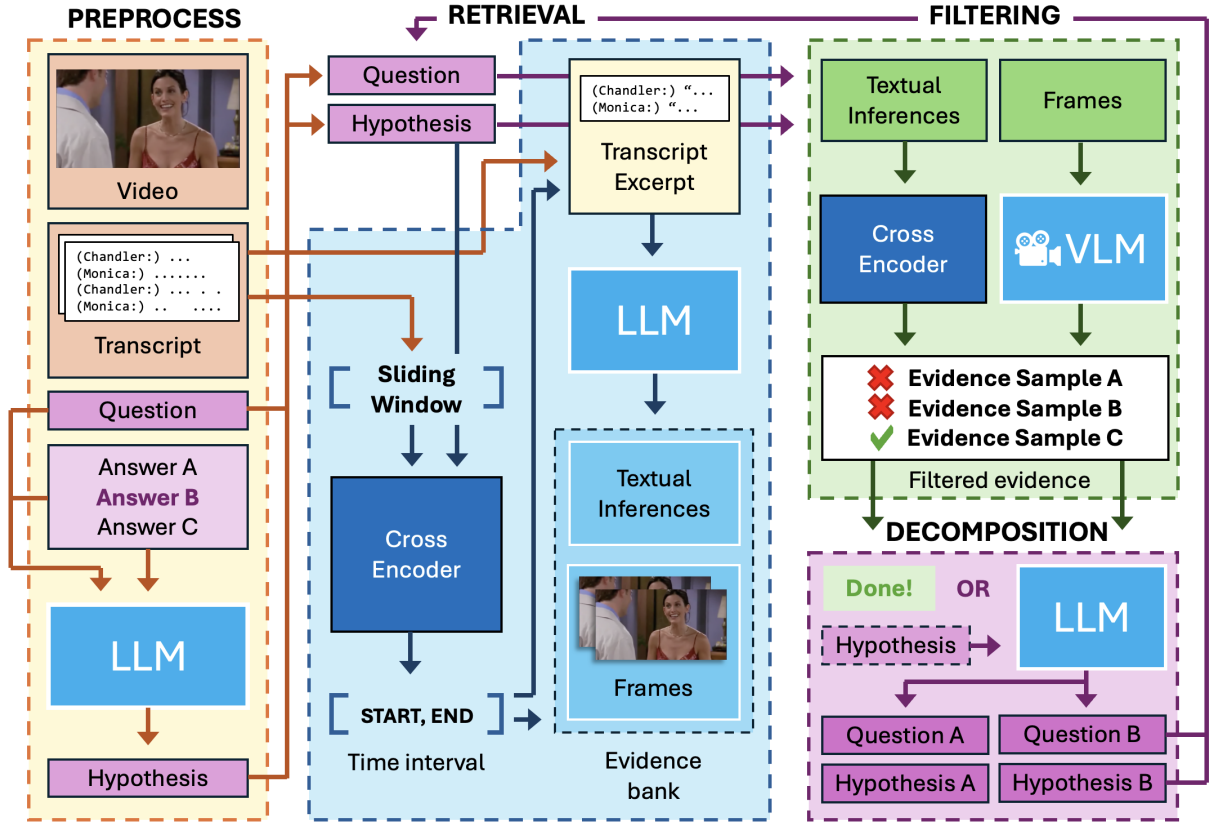 PREPROCESS
Video
(Chandler:) ...
(Monica:) .......
(Chandler:) ... . .
(Monica:) .. ....
Transcript
Question
Answer A
Answer B
Answer C
LLM
Hypothesis
RETRIEVAL
Question
Hypothesis
Sliding
Window
Cross
Encoder
START, END
Time interval
(Chandler:) “...
(Monica:) “...
Transcript
Excerpt
LLM
Textual
Inferences
Frames
Evidence
bank
FILTERING
Textual
Inferences
Frames
Cross
Encoder
VLM
Evidence Sample A
Evidence Sample B
Evidence Sample C
Filtered evidence
DECOMPOSITION
Done! OR
Hypothesis
LLM
Question A
Question B
Hypothesis A
Hypothesis B